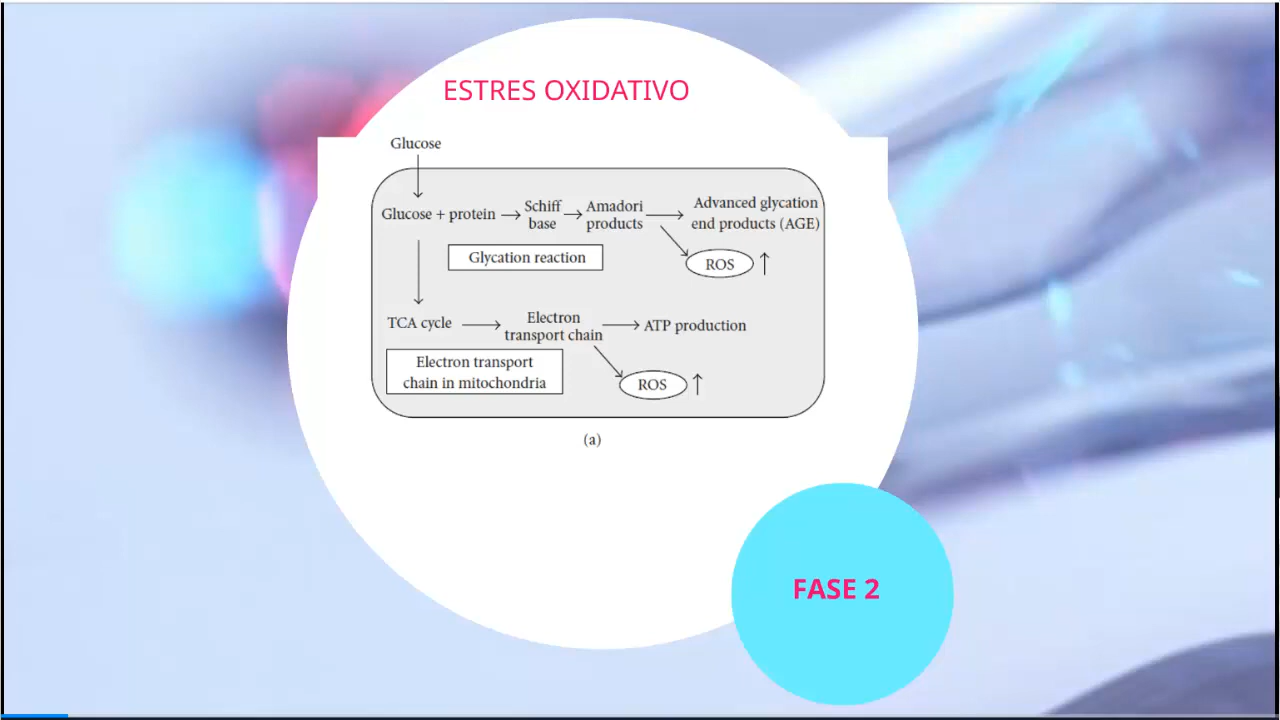 ESTRES OXIDATIVO
Glucose
Glucose + protein
Schiff
base
Amadori
products
Advanced glycation
end products (AGE)
Glycation reaction
ROS
TCA cycle
Electron
transport chain
ATP production
Electron transport
chain in mitochondria
ROS
(a)
FASE 2